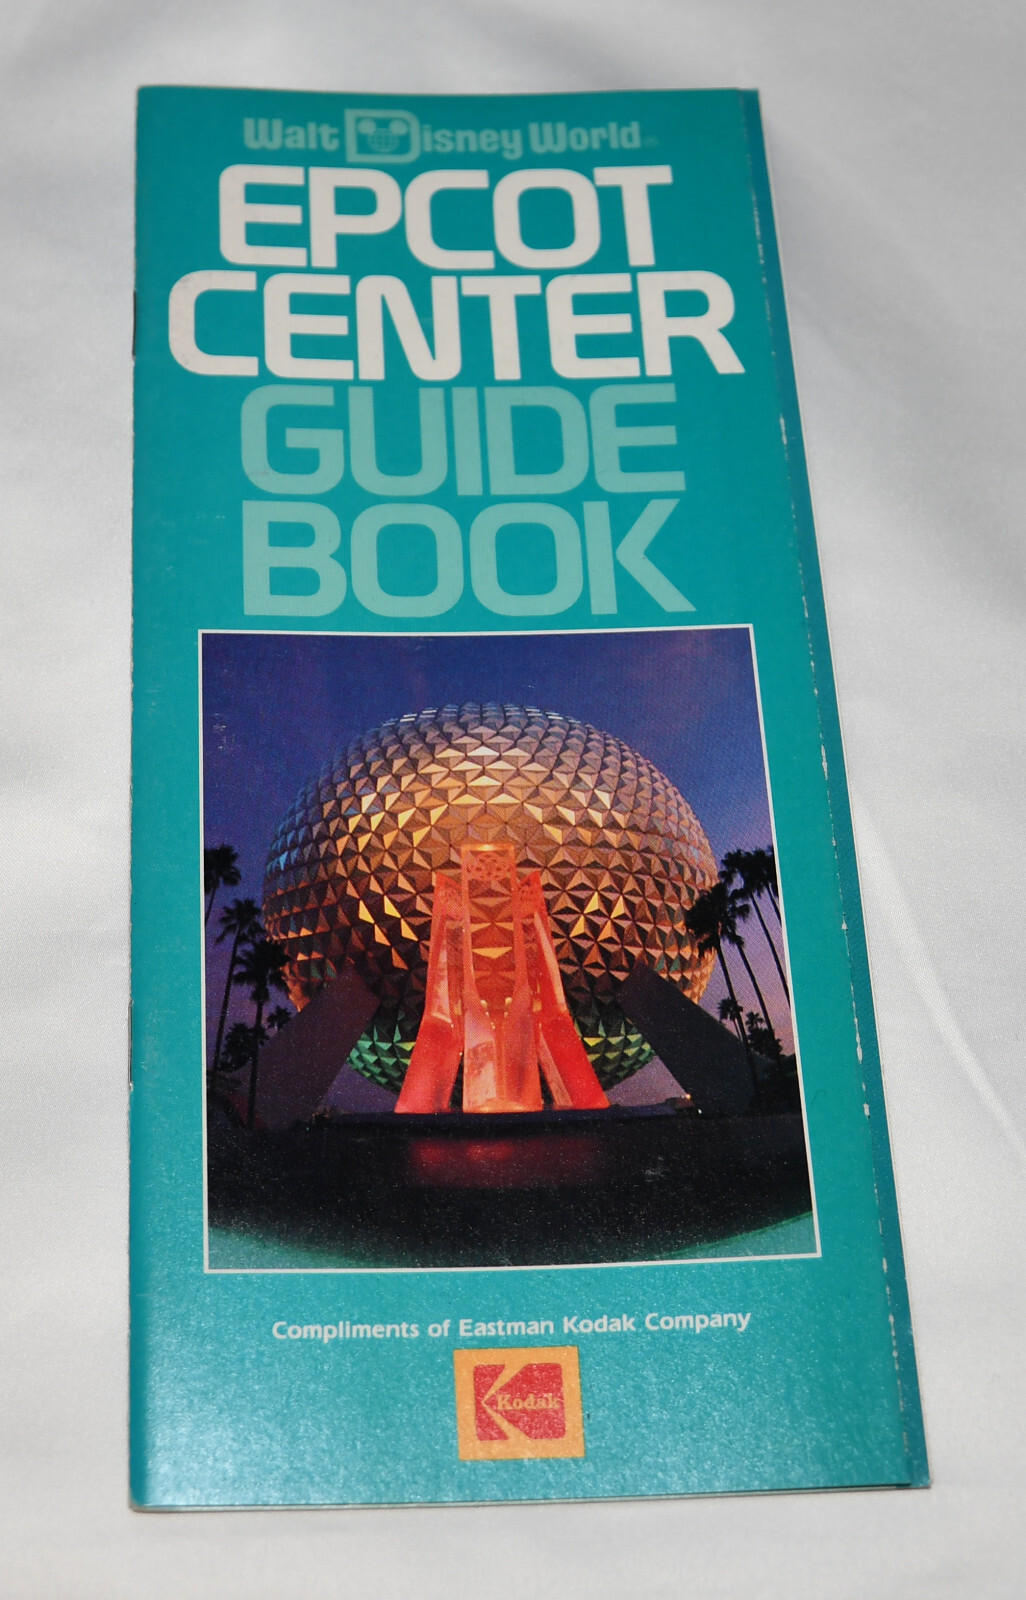 Walt Disney World®
EPCOT
CENTER
GUIDE
BOOK
Compliments of Eastman Kodak Company
Kodak